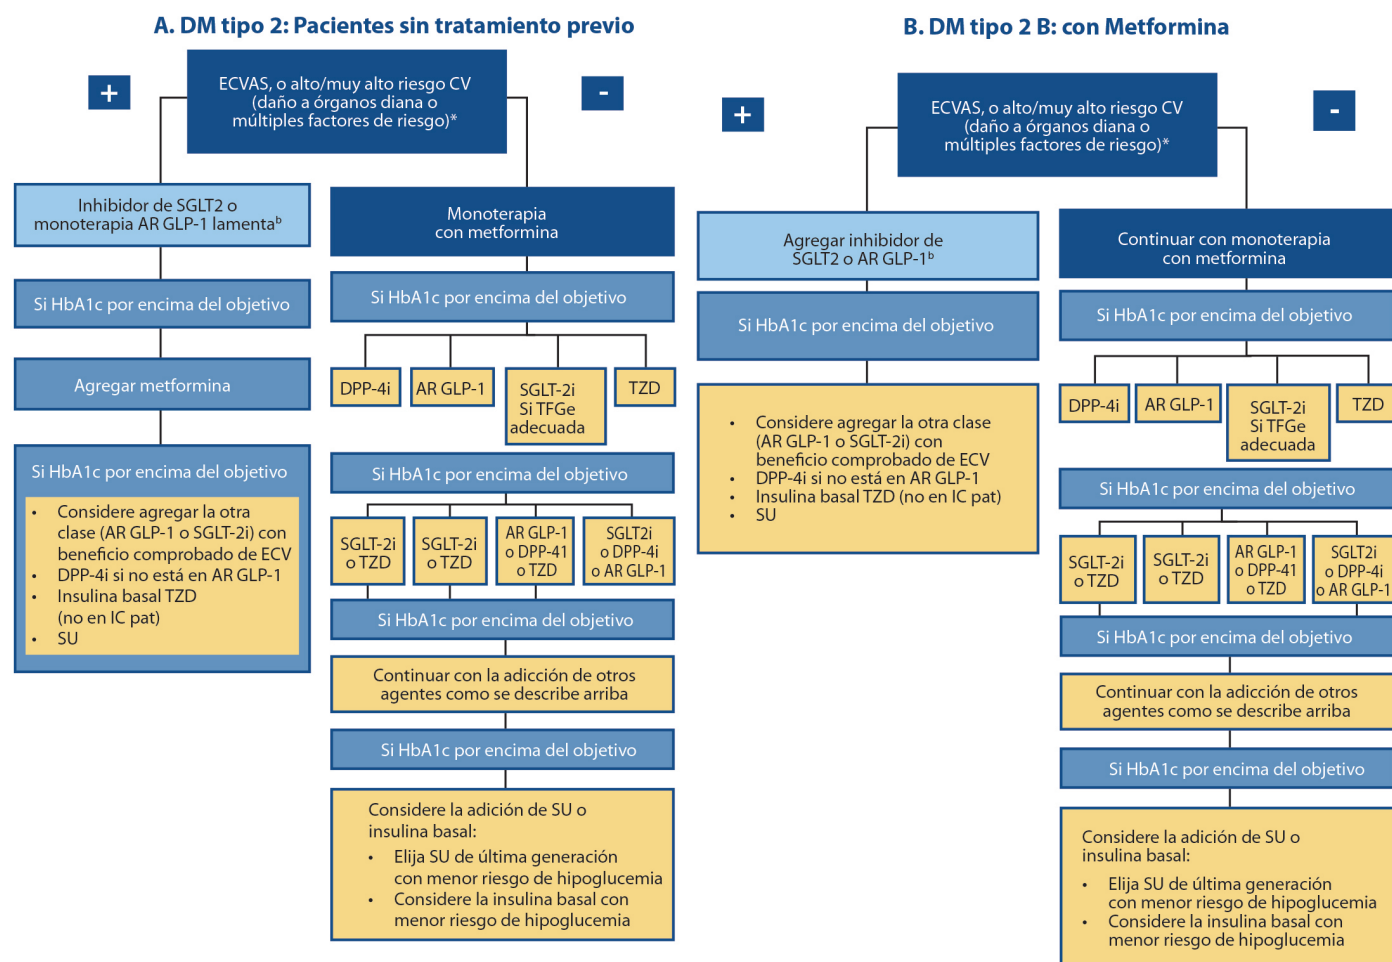 A. DM tipo 2: Pacientes sin tratamiento previo
+
ECVAS, o alto/muy alto riesgo CV
(daño a órganos diana o
múltiples factores de riesgo)*
-
Inhibidor de SGLT2 o
monoterapia AR GLP-1 lamentaᵇ
Si HbA1c por encima del objetivo
Agregar metformina
Si HbA1c por encima del objetivo
• Considere agregar la otra
clase (AR GLP-1 o SGLT-2i) con
beneficio comprobado de ECV
• DPP-4i si no está en AR GLP-1
• Insulina basal TZD
(no en IC pat)
• SU
Monoterapia
con metformina
Si HbA1c por encima del objetivo
DPP-4i
AR GLP-1
SGLT-2i
Si TFGe
adecuada
TZD
Si HbA1c por encima del objetivo
SGLT-2i
o TZD
SGLT-2i
o TZD
AR GLP-1
o DPP-41
o TZD
SGLT2i
o DPP-4i
o AR GLP-1
Si HbA1c por encima del objetivo
Continuar con la adicción de otros
agentes como se describe arriba
Si HbA1c por encima del objetivo
Considere la adición de SU o
insulina basal:
• Elija SU de última generación
con menor riesgo de hipoglucemia
• Considere la insulina basal con
menor riesgo de hipoglucemia
B. DM tipo 2 B: con Metformina
+
ECVAS, o alto/muy alto riesgo CV
(daño a órganos diana o
múltiples factores de riesgo)*
-
Agregar inhibidor de
SGLT2 o AR GLP-1ᵇ
Si HbA1c por encima del objetivo
• Considere agregar la otra clase
(AR GLP-1 o SGLT-2i) con
beneficio comprobado de ECV
• DPP-4i si no está en AR GLP-1
• Insulina basal TZD (no en IC pat)
• SU
Continuar con monoterapia
con metformina
Si HbA1c por encima del objetivo
DPP-4i
AR GLP-1
SGLT-2i
Si TFGe
adecuada
TZD
Si HbA1c por encima del objetivo
SGLT-2i
o TZD
SGLT-2i
o TZD
AR GLP-1
o DPP-41
o TZD
SGLT2i
o DPP-4i
o AR GLP-1
Si HbA1c por encima del objetivo
Continuar con la adicción de otros
agentes como se describe arriba
Si HbA1c por encima del objetivo
Considere la adición de SU o
insulina basal:
• Elija SU de última generación
con menor riesgo de hipoglucemia
• Considere la insulina basal con
menor riesgo de hipoglucemia